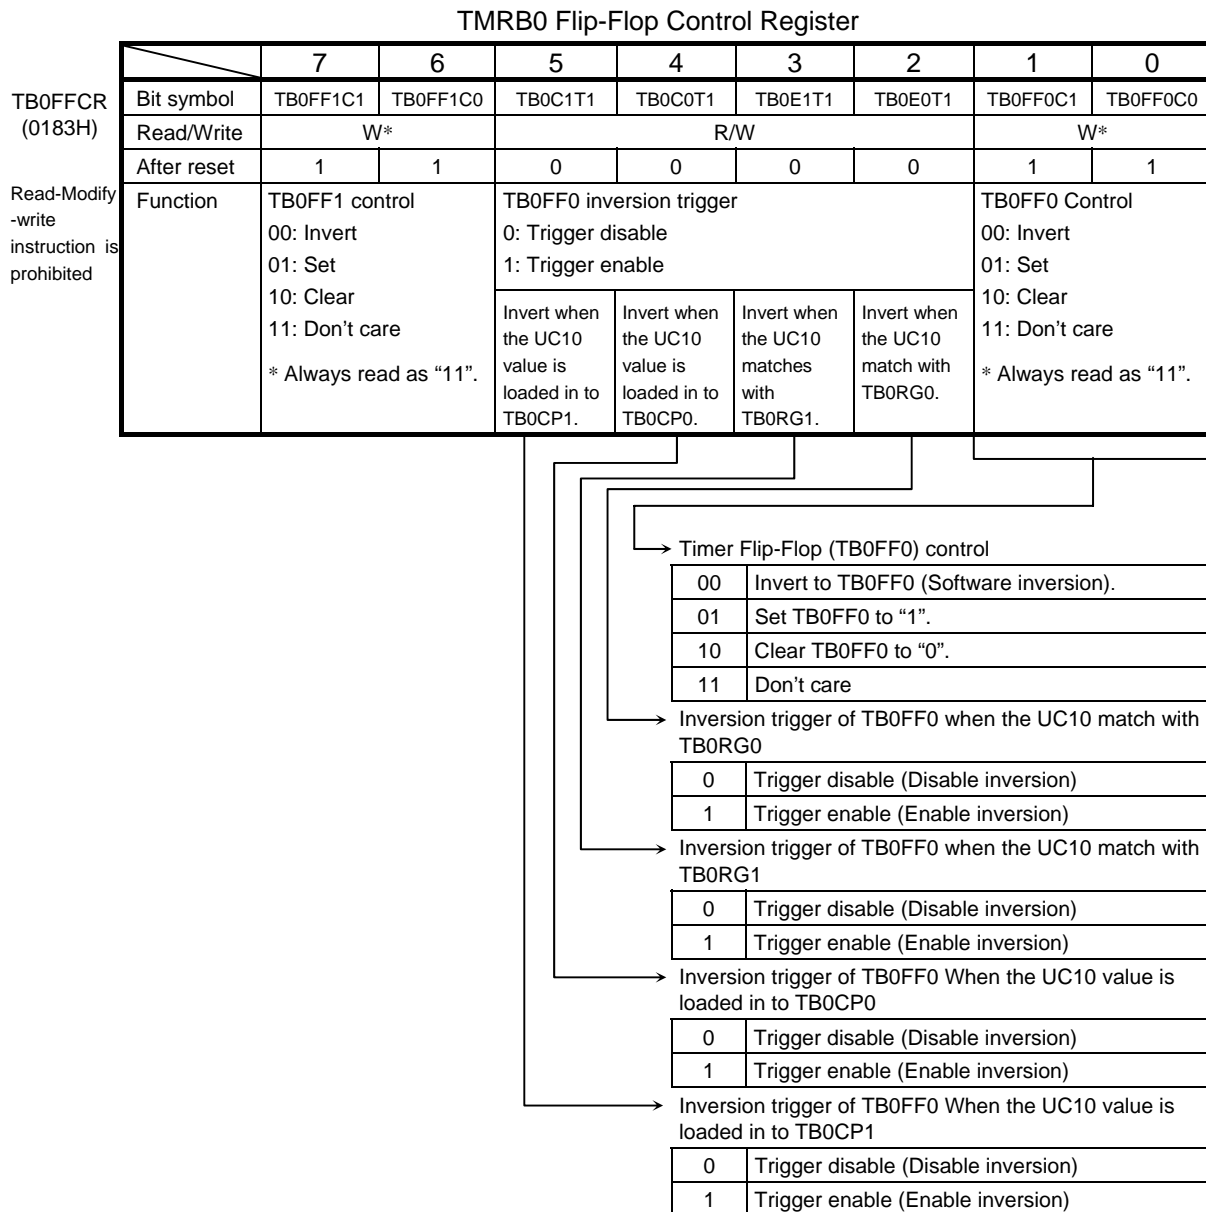 TMRB0 Flip-Flop Control Register
7 6 5 4 3 2 1 0
TB0FFCR
(0183H)
Bit symbol TB0FF1C1 TB0FF1C0 TB0C1T1 TB0C0T1 TB0E1T1 TB0E0T1 TB0FF0C1 TB0FF0C0
Read/Write W* R/W W*
After reset 1 1 0 0 0 0 1 1
Read-Modify
-write
instruction is
prohibited
Function
TB0FF1 control
00: Invert
01: Set
10: Clear
11: Don't care
* Always read as “11”.
TB0FF0 inversion trigger
0: Trigger disable
1: Trigger enable
Invert when
the UC10
value is
loaded in to
TB0CP1.
Invert when
the UC10
value is
loaded in to
TB0CP0.
Invert when
the UC10
matches
with
TB0RG1.
Invert when
the UC10
match with
TB0RG0.
TB0FF0 Control
00: Invert
01: Set
10: Clear
11: Don't care
* Always read as “11”.
Timer Flip-Flop (TB0FF0) control
00 Invert to TB0FF0 (Software inversion).
01 Set TB0FF0 to “1”.
10 Clear TB0FF0 to “0”.
11 Don't care
Inversion trigger of TB0FF0 when the UC10 match with
TB0RG0
0 Trigger disable (Disable inversion)
1 Trigger enable (Enable inversion)
Inversion trigger of TB0FF0 when the UC10 match with
TB0RG1
0 Trigger disable (Disable inversion)
1 Trigger enable (Enable inversion)
Inversion trigger of TB0FF0 When the UC10 value is
loaded in to TB0CP0
0 Trigger disable (Disable inversion)
1 Trigger enable (Enable inversion)
Inversion trigger of TB0FF0 When the UC10 value is
loaded in to TB0CP1
0 Trigger disable (Disable inversion)
1 Trigger enable (Enable inversion)